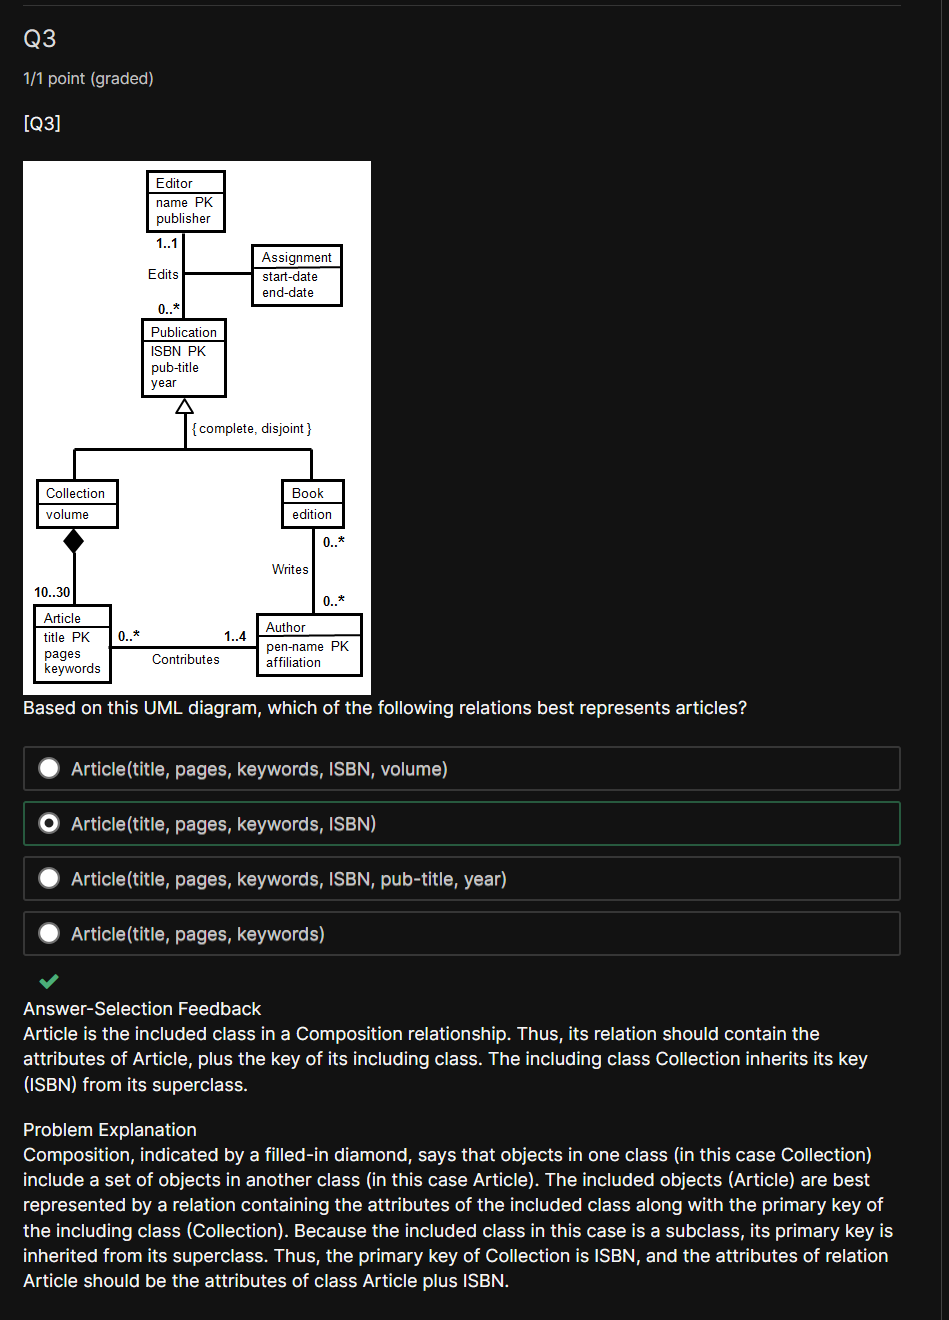 Q3
1/1 point (graded)
[Q3]
Editor
name PK
publisher
1..1
Edits
Assignment
start-date
end-date
0..*
Publication
ISBN PK
pub-title
year
{ complete, disjoint }
Collection
volume
Book
edition
0..*
Writes
10..30
0..*
Article
title PK
pages
keywords
0..*
1..4
Contributes
Author
pen-name PK
affiliation
Based on this UML diagram, which of the following relations best represents articles?
Article(title, pages, keywords, ISBN, volume)
Article(title, pages, keywords, ISBN)
Article(title, pages, keywords, ISBN, pub-title, year)
Article(title, pages, keywords)
Answer-Selection Feedback
Article is the included class in a Composition relationship. Thus, its relation should contain the
attributes of Article, plus the key of its including class. The including class Collection inherits its key
(ISBN) from its superclass.
Problem Explanation
Composition, indicated by a filled-in diamond, says that objects in one class (in this case Collection)
include a set of objects in another class (in this case Article). The included objects (Article) are best
represented by a relation containing the attributes of the included class along with the primary key of
the including class (Collection). Because the included class in this case is a subclass, its primary key is
inherited from its superclass. Thus, the primary key of Collection is ISBN, and the attributes of relation
Article should be the attributes of class Article plus ISBN.